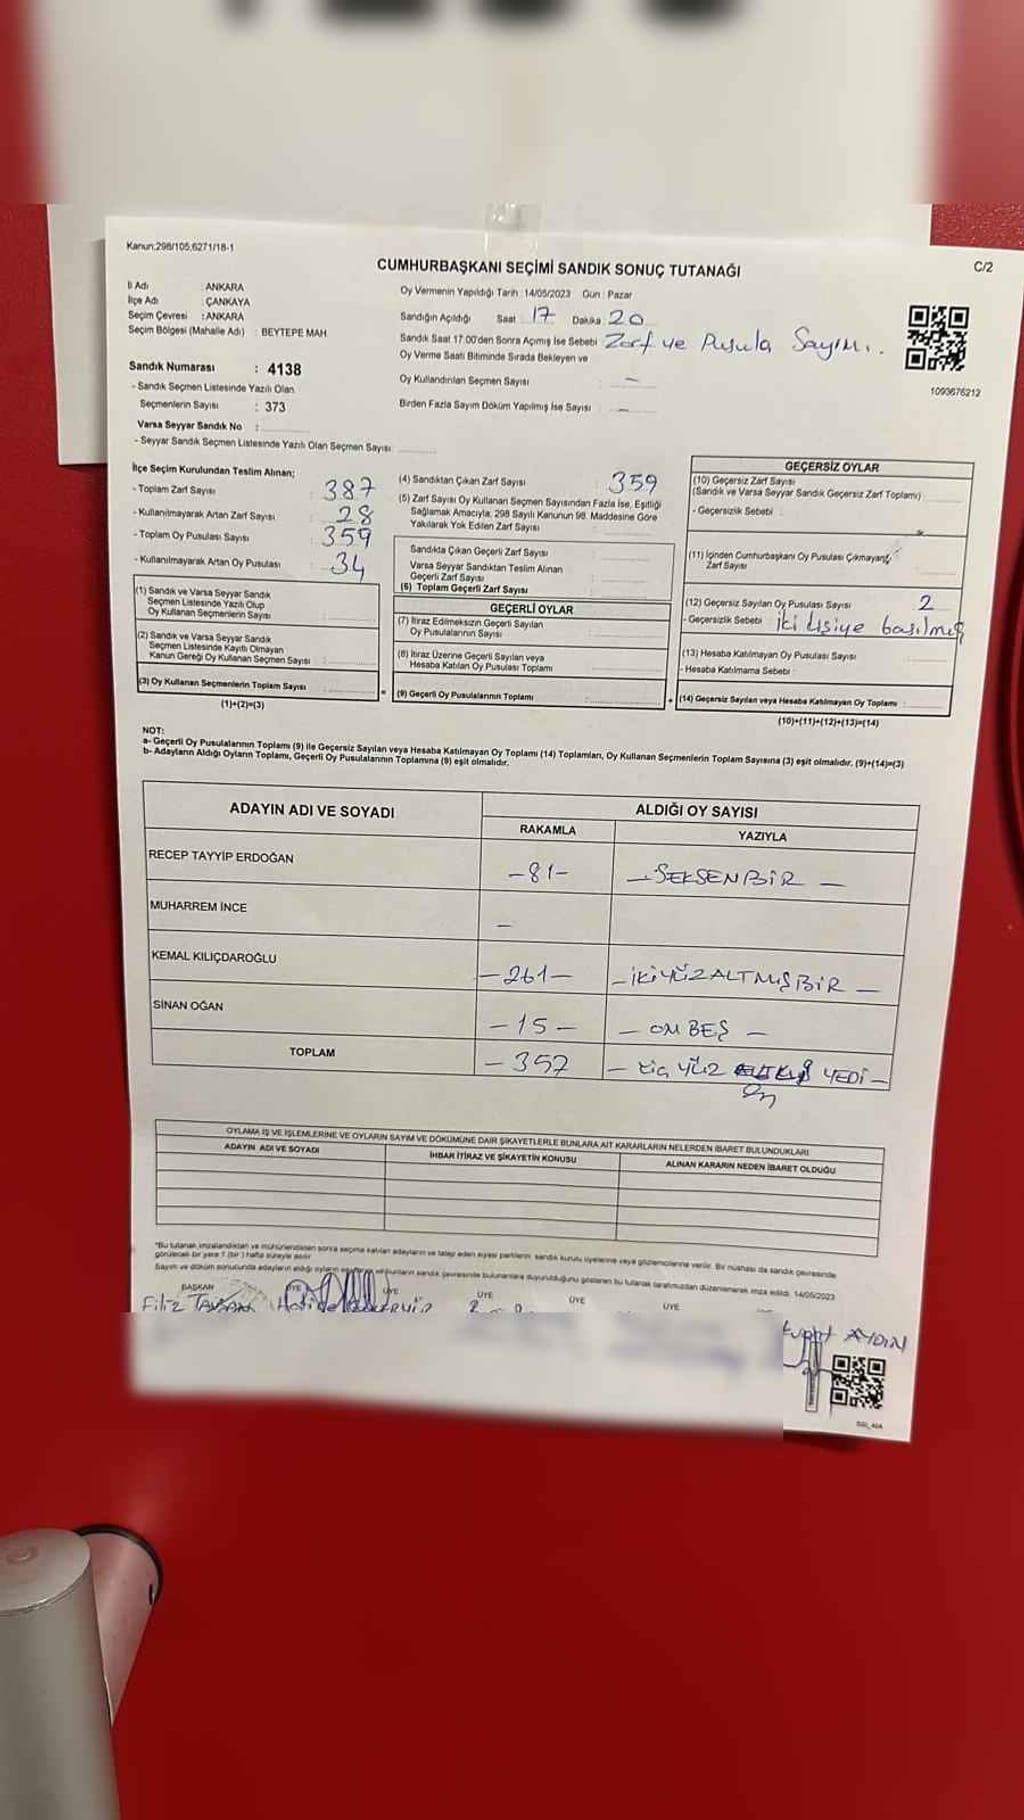 Kanun:298/105;6271/18-1
C/2
CUMHURBAŞKANI SEÇİMİ SANDIK SONUÇ TUTANAĞI
İl Adı : ANKARA
İlçe Adı : ÇANKAYA
Seçim Çevresi : ANKARA
Seçim Bölgesi (Mahalle Adı) : BEYTEPE MAH.
Sandık Numarası : 4138
- Sandık Seçmen Listesinde Yazılı Olan
Seçmenlerin Sayısı : 373
Varsa Seyyar Sandık No :
- Seyyar Sandık Seçmen Listesinde Yazılı Olan Seçmen Sayısı
Oy Vermenin Yapıldığı Tarih : 14/05/2023 Gün : Pazar
Sandığın Açıldığı Saat 17 Dakika : 20
Sandık Saat 17.00'den Sonra Açımış İse Sebebi Zarf ve Pusula Sayımı.
Oy Verme Saati Bitiminde Sırada Bekleyen ve
Oy Kullandırılan Seçmen Sayısı : —
Birden Fazla Sayım Döküm Yapılmış İse Sayısı : —
1093676212
İlçe Seçim Kurulundan Teslim Alınan;
- Toplam Zarf Sayısı : 387
- Kullanılmayarak Artan Zarf Sayısı : 28
- Toplam Oy Pusulası Sayısı : 359
- Kullanılmayarak Artan Oy Pusulası : 34
(1) Sandık ve Varsa Seyyar Sandık
Seçmen Listesinde Yazılı Olup
Oy Kullanan Seçmenlerin Sayısı :
(2) Sandık ve Varsa Seyyar Sandık
Seçmen Listesinde Kayıtlı Olmayan
Kanun Gereği Oy Kullanan Seçmen Sayısı :
(3) Oy Kullanan Seçmenlerin Toplam Sayısı :
(1)+(2)=(3)
(4) Sandıktan Çıkan Zarf Sayısı : 359
(5) Zarf Sayısı Oy Kullanan Seçmen Sayısından Fazla İse, Eşitliği
Sağlamak Amacıyla; 298 Sayılı Kanunun 98. Maddesine Göre
Yakılarak Yok Edilen Zarf Sayısı :
Sandıkta Çıkan Geçerli Zarf Sayısı :
Varsa Seyyar Sandıktan Teslim Alınan
Geçerli Zarf Sayısı :
(6) Toplam Geçerli Zarf Sayısı :
GEÇERLİ OYLAR
(7) İtiraz Edilmeksizin Geçerli Sayılan
Oy Pusulalarının Sayısı :
(8) İtiraz Üzerine Geçerli Sayılan veya
Hesaba Katılan Oy Pusulası Toplamı :
= (9) Geçerli Oy Pusulalarının Toplamı :
GEÇERSİZ OYLAR
(10) Geçersiz Zarf Sayısı
(Sandık ve Varsa Seyyar Sandık Geçersiz Zarf Toplamı) :
- Geçersizlik Sebebi :
(11) İçinden Cumhurbaşkanı Oy Pusulası Çıkmayan
Zarf Sayısı :
(12) Geçersiz Sayılan Oy Pusulası Sayısı : 2
- Geçersizlik Sebebi : iki kişiye basılmış
(13) Hesaba Katılmayan Oy Pusulası Sayısı :
- Hesaba Katılmama Sebebi :
+ (14) Geçersiz Sayılan veya Hesaba Katılmayan Oy Toplamı :
(10)+(11)+(12)+(13)=(14)
NOT:
a- Geçerli Oy Pusulalarının Toplamı (9) ile Geçersiz Sayılan veya Hesaba Katılmayan Oy Toplamı (14) Toplamları, Oy Kullanan Seçmenlerin Toplam Sayısına (3) eşit olmalıdır. (9)+(14)=(3)
b- Adayların Aldığı Oyların Toplamı, Geçerli Oy Pusulalarının Toplamına (9) eşit olmalıdır.
ADAYIN ADI VE SOYADI ALDIĞI OY SAYISI
RAKAMLA YAZIYLA
RECEP TAYYİP ERDOĞAN -81- -SEKSENBİR-
MUHARREM İNCE -
KEMAL KILIÇDAROĞLU -261- -İKİYÜZALTMIŞBİR-
SİNAN OĞAN -15- -ONBEŞ-
TOPLAM -357 YÜZ YEDİ-
OYLAMA İŞ VE İŞLEMLERİNE VE OYLARIN SAYIM VE DÖKÜMÜNE DAİR ŞİKAYETLERLE BUNLARA AİT KARARLARIN NELERDEN İBARET BULUNDUKLARI
ADAYIN ADI VE SOYADI İHBAR İTİRAZ VE ŞİKAYETİN KONUSU ALINAN KARARIN NEDEN İBARET OLDUĞU
*Bu tutanak imzalandıktan ve mühürlendikten sonra seçime katılan adayların ve talep eden siyasi partilerin sandık kurulu üyelerine veya gözlemcilerine verilir. Bir nüshası da sandık çevresinde
görülecek bir yere 1 (bir) hafta süreyle asılır.
Sayım ve döküm sonucunda adayların aldığı oyların sandık çevresinde bulunanlara duyurulduğunu gösteren bu tutanak tarafımızdan düzenlenerek imza edildi. 14/05/2023
BAŞKAN ÜYE ÜYE ÜYE ÜYE ÜYE
Filiz
AYDIN